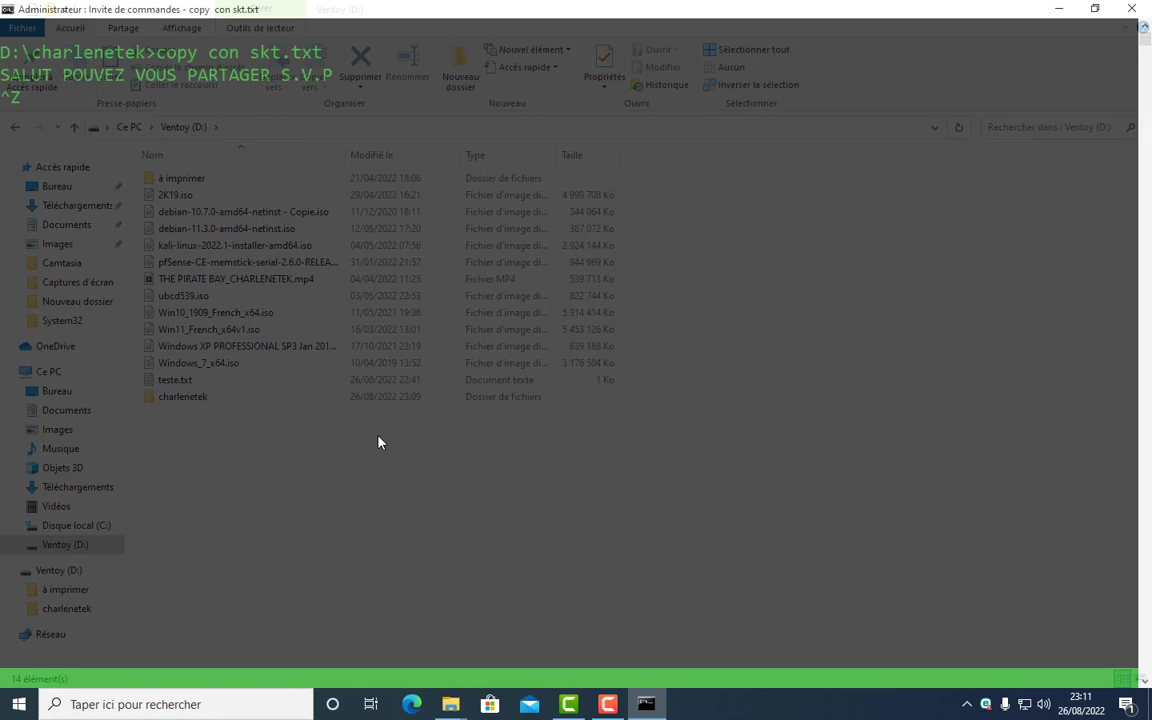 Administrateur : Invite de commandes - copy con skt.txt
Ventoy (D:)
Fichier
Accueil
Partage
Affichage
Outils de lecteur
D:\charlenetek>copy con skt.txt
SALUT POUVEZ VOUS PARTAGER S.V.P
^Z
Coller le raccourci
Supprimer
Renommer
Nouveau
dossier
Nouvel élément
Accès rapide
Propriétés
Ouvrir
Modifier
Historique
Sélectionner tout
Aucun
Inverser la sélection
Presse-papiers
Organiser
Nouveau
Ouvrir
Sélectionner
Ce PC
Ventoy (D:)
Rechercher dans : Ventoy (D:)
Nom
Modifié le
Type
Taille
à imprimer 21/04/2022 18:06 Dossier de fichiers
2K19.iso 29/04/2022 16:21 Fichier d'image di... 4 999 708 Ko
debian-10.7.0-amd64-netinst - Copie.iso 11/12/2020 18:11 Fichier d'image di... 344 064 Ko
debian-11.3.0-amd64-netinst.iso 12/05/2022 17:20 Fichier d'image di... 387 072 Ko
kali-linux-2022.1-installer-amd64.iso 04/05/2022 07:56 Fichier d'image di... 2 924 144 Ko
pfSense-CE-memstick-serial-2.6.0-RELEA... 31/01/2022 21:57 Fichier d'image di... 944 969 Ko
THE PIRATE BAY_CHARLENETEK.mp4 04/04/2022 11:25 Fichier MP4 539 713 Ko
ubcd539.iso 03/05/2022 22:53 Fichier d'image di... 822 744 Ko
Win10_1909_French_x64.iso 11/05/2021 19:36 Fichier d'image di... 5 314 414 Ko
Win11_French_x64v1.iso 16/03/2022 13:01 Fichier d'image di... 5 453 126 Ko
Windows XP PROFESSIONAL SP3 Jan 201... 17/10/2021 23:19 Fichier d'image di... 639 168 Ko
Windows_7_x64.iso 10/04/2019 13:52 Fichier d'image di... 3 176 504 Ko
teste.txt 26/08/2022 22:41 Document texte 1 Ko
charlenetek 26/08/2022 23:09 Dossier de fichiers
Accès rapide
Bureau
Téléchargements
Documents
Images
Camtasia
Captures d'écran
Nouveau dossier
System32
OneDrive
Ce PC
Bureau
Documents
Images
Musique
Objets 3D
Téléchargements
Vidéos
Disque local (C:)
Ventoy (D:)
Ventoy (D:)
à imprimer
charlenetek
Réseau
14 élément(s)
Taper ici pour rechercher
23:11
26/08/2022
1